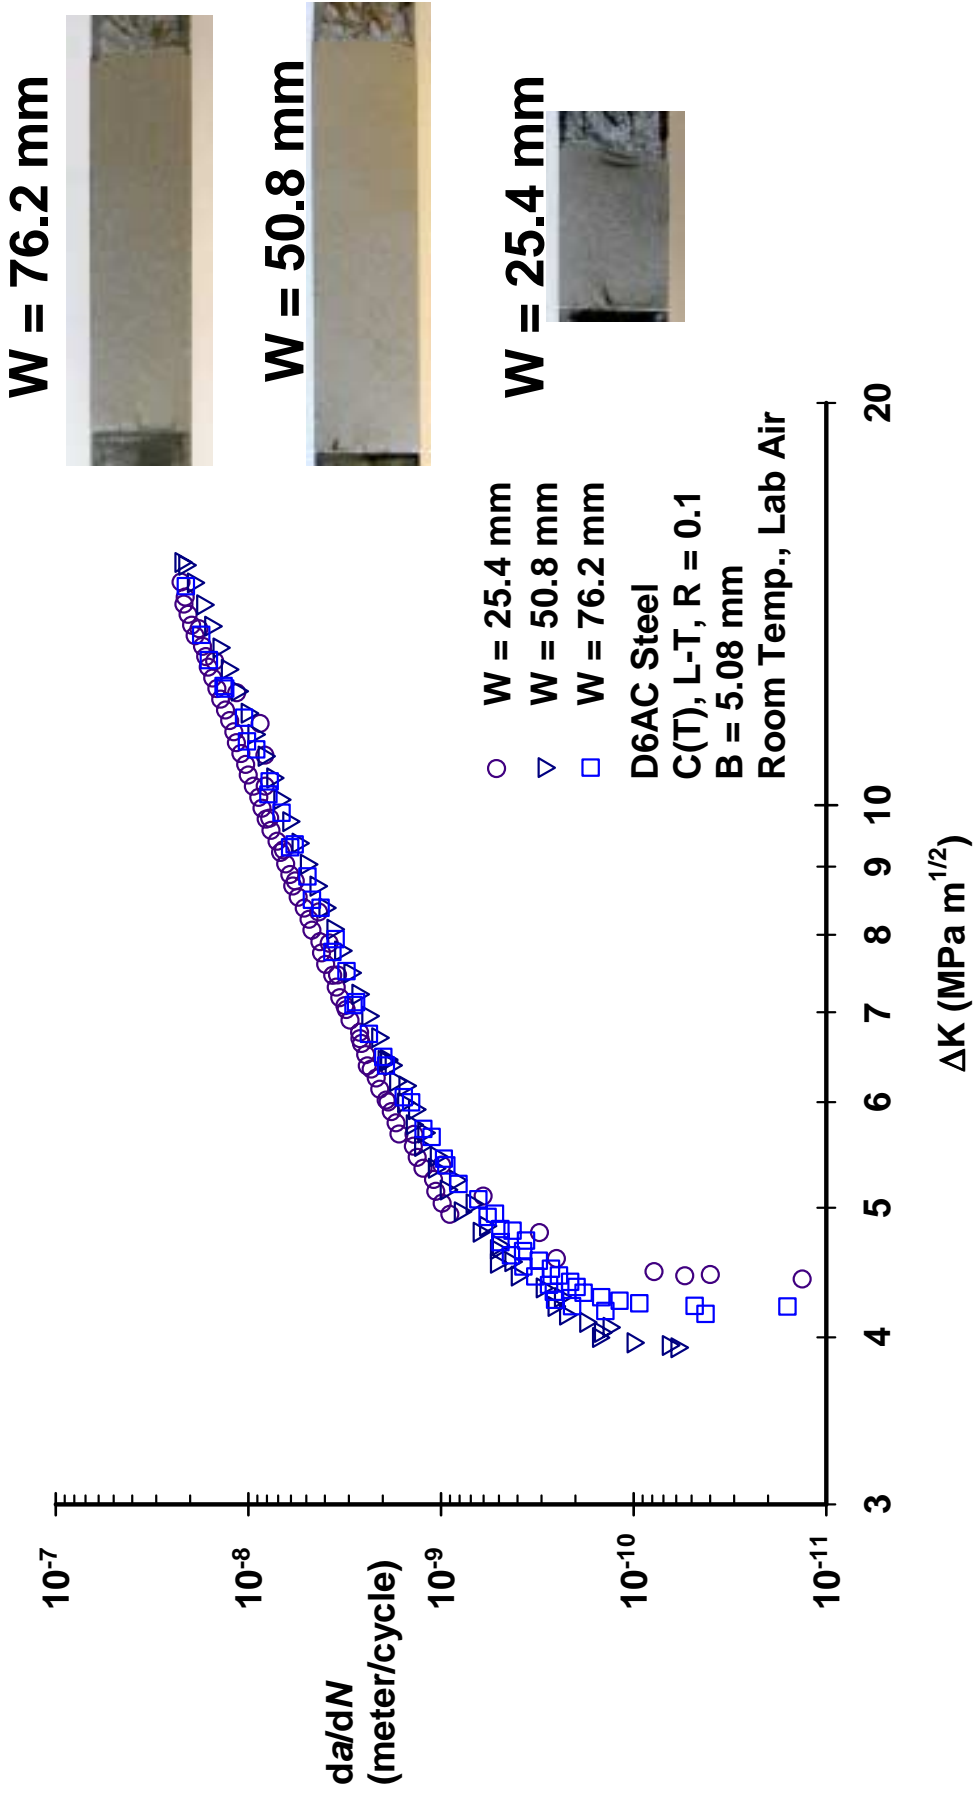 W = 76.2 mm
W = 50.8 mm
W = 25.4 mm
da/dN
(meter/cycle)
10-7
10-8
10-9
10-10
10-11
W = 25.4 mm
W = 50.8 mm
W = 76.2 mm
D6AC Steel
C(T), L-T, R = 0.1
B = 5.08 mm
Room Temp., Lab Air
3 4 5 6 7 8 9 10 20
ΔK (MPa m1/2)